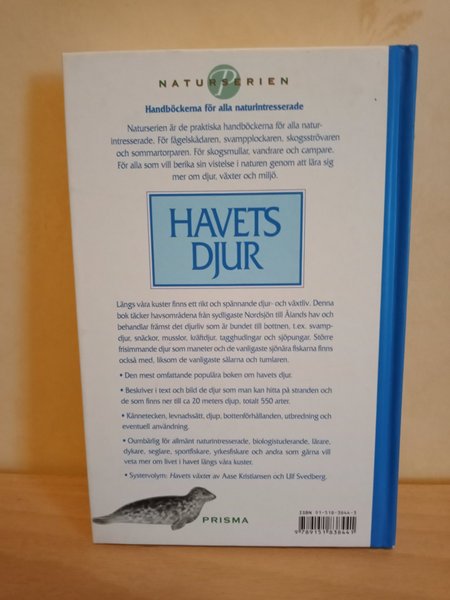 NATURSERIEN
Handböckerna för alla naturintresserade
Naturserien är de praktiska handböckerna för alla natur-
intresserade. För fågelskådaren, svampplockaren, skogsströvaren
och sommartorparen. För skogsmullar, vandrare och campare.
För alla som vill berika sin vistelse i naturen genom att lära sig
mer om djur, växter och miljö.
HAVETS
DJUR
Längs våra kuster finns ett rikt och spännande djur- och växtliv. Denna
bok täcker havsområdena från sydligaste Nordsjön till Ålands hav och
behandlar främst det djurliv som är bundet till bottnen, t.ex. svamp-
djur, snäckor, musslor, kräftdjur, tagghudingar och sjöpungar. Större
frisimmande djur som maneter och de vanligaste sjönära fiskarna finns
också med, liksom de vanligaste sälarna och tumlaren.
• Den mest omfattande populära boken om havets djur.
• Beskriver i text och bild de djur som man kan hitta på stranden och
de som finns ner till ca 20 meters djup, totalt 550 arter.
• Kännetecken, levnadssätt, djup, bottenförhållanden, utbredning och
eventuell användning.
• Oumbärlig för allmänt naturintresserade, biologistuderande, lärare,
dykare, seglare, sportfiskare, yrkesfiskare och andra som gärna vill
veta mer om livet i havet längs våra kuster.
• Systervolym: Havets växter av Aase Kristiansen och Ulf Svedberg.
PRISMA
ISBN 91-518-3844-5
9789151838441